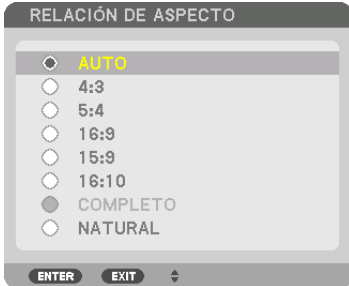 RELACIÓN DE ASPECTO
AUTO
4:3
5:4
16:9
15:9
16:10
COMPLETO
NATURAL
ENTER EXIT